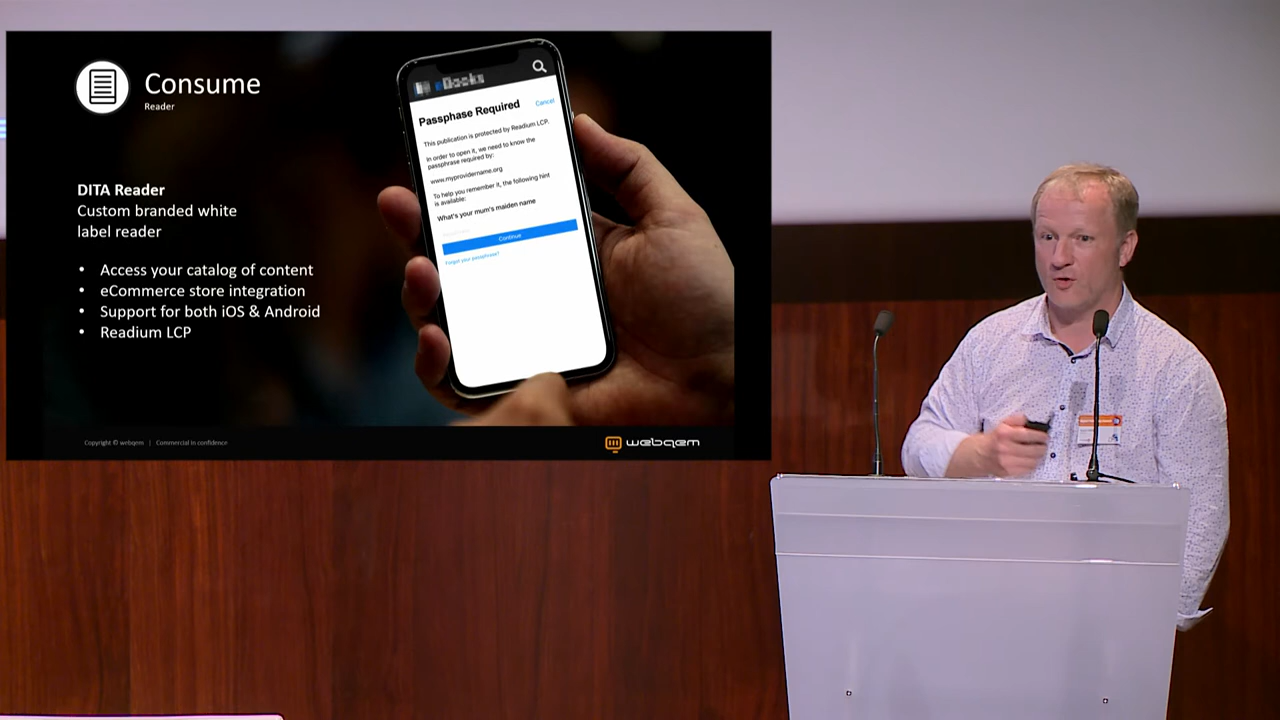 Consume
Reader
DITA Reader
Custom branded white
label reader
• Access your catalog of content
• eCommerce store integration
• Support for both iOS & Android
• Readium LCP
eBooks
Passphase Required
Cancel
This publication is protected by Readium LCP.
In order to open it, we need to know the
passphrase required by:
www.myprovidername.org
To help you remember it, the following hint
is available:
What's your mum's maiden name
Continue
Forgot your passphrase?
Copyright © webqem | Commercial in confidence
webqem